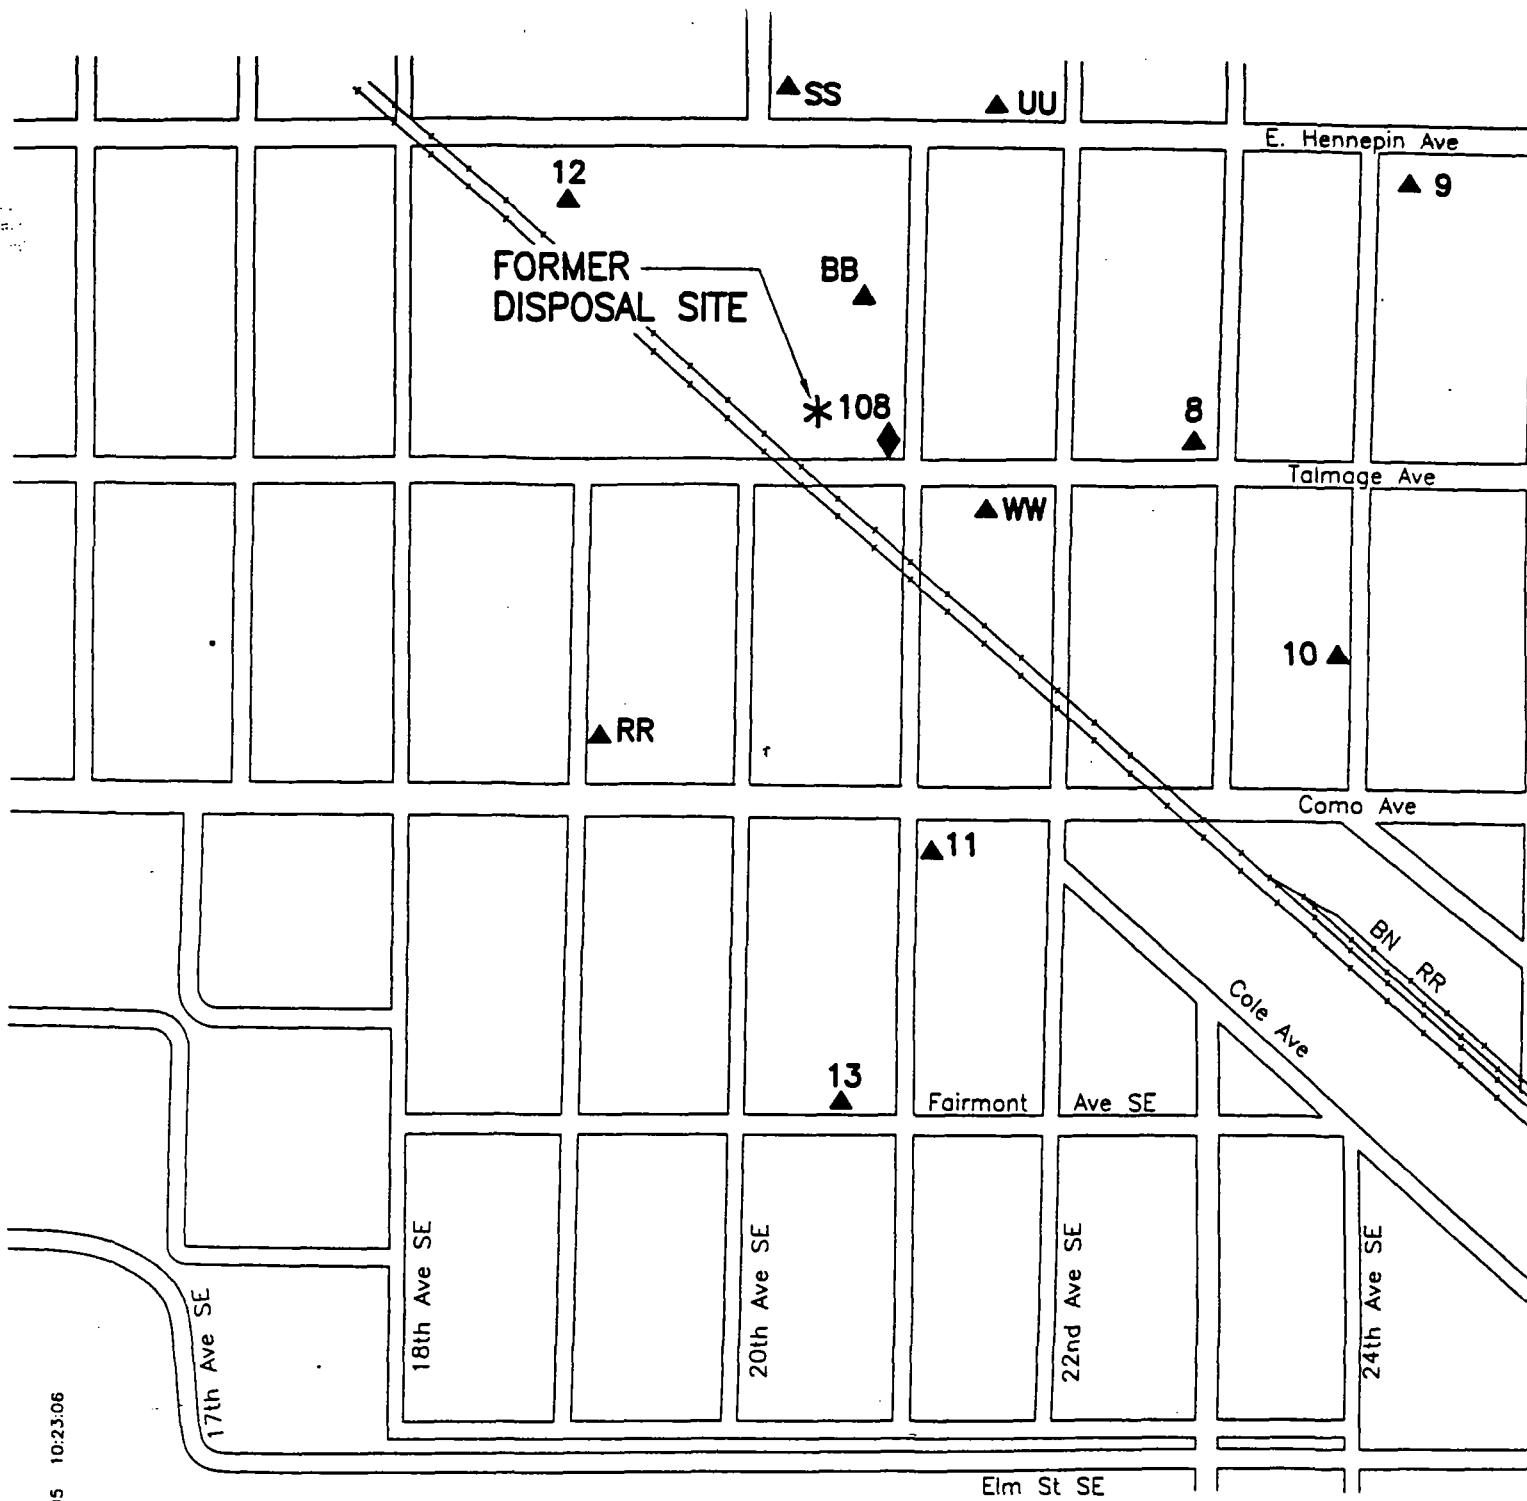 SS
UU
E. Hennepin Ave
12
9
FORMER
DISPOSAL SITE
BB
108
8
Talmage Ave
WW
10
RR
Como Ave
11
BN RR
Cole Ave
13
Fairmont Ave SE
17th Ave SE
18th Ave SE
20th Ave SE
22nd Ave SE
24th Ave SE
10:23:06
Elm St SE